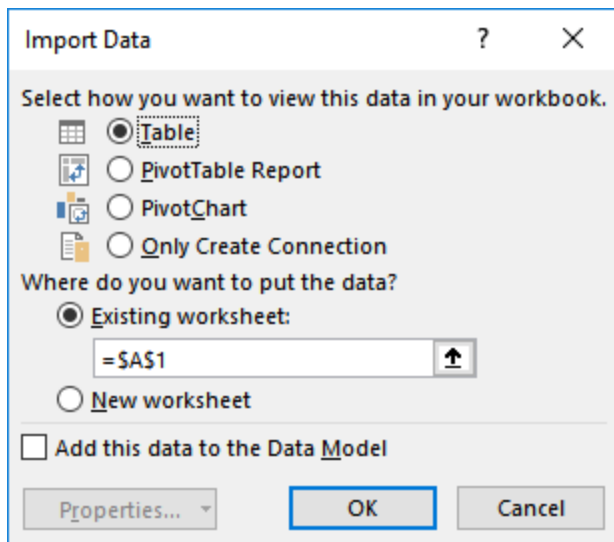 Import Data ?
Select how you want to view this data in your workbook.
Table
PivotTable Report
PivotChart
Only Create Connection
Where do you want to put the data?
Existing worksheet:
=$A$1
New worksheet
Add this data to the Data Model
Properties... OK Cancel